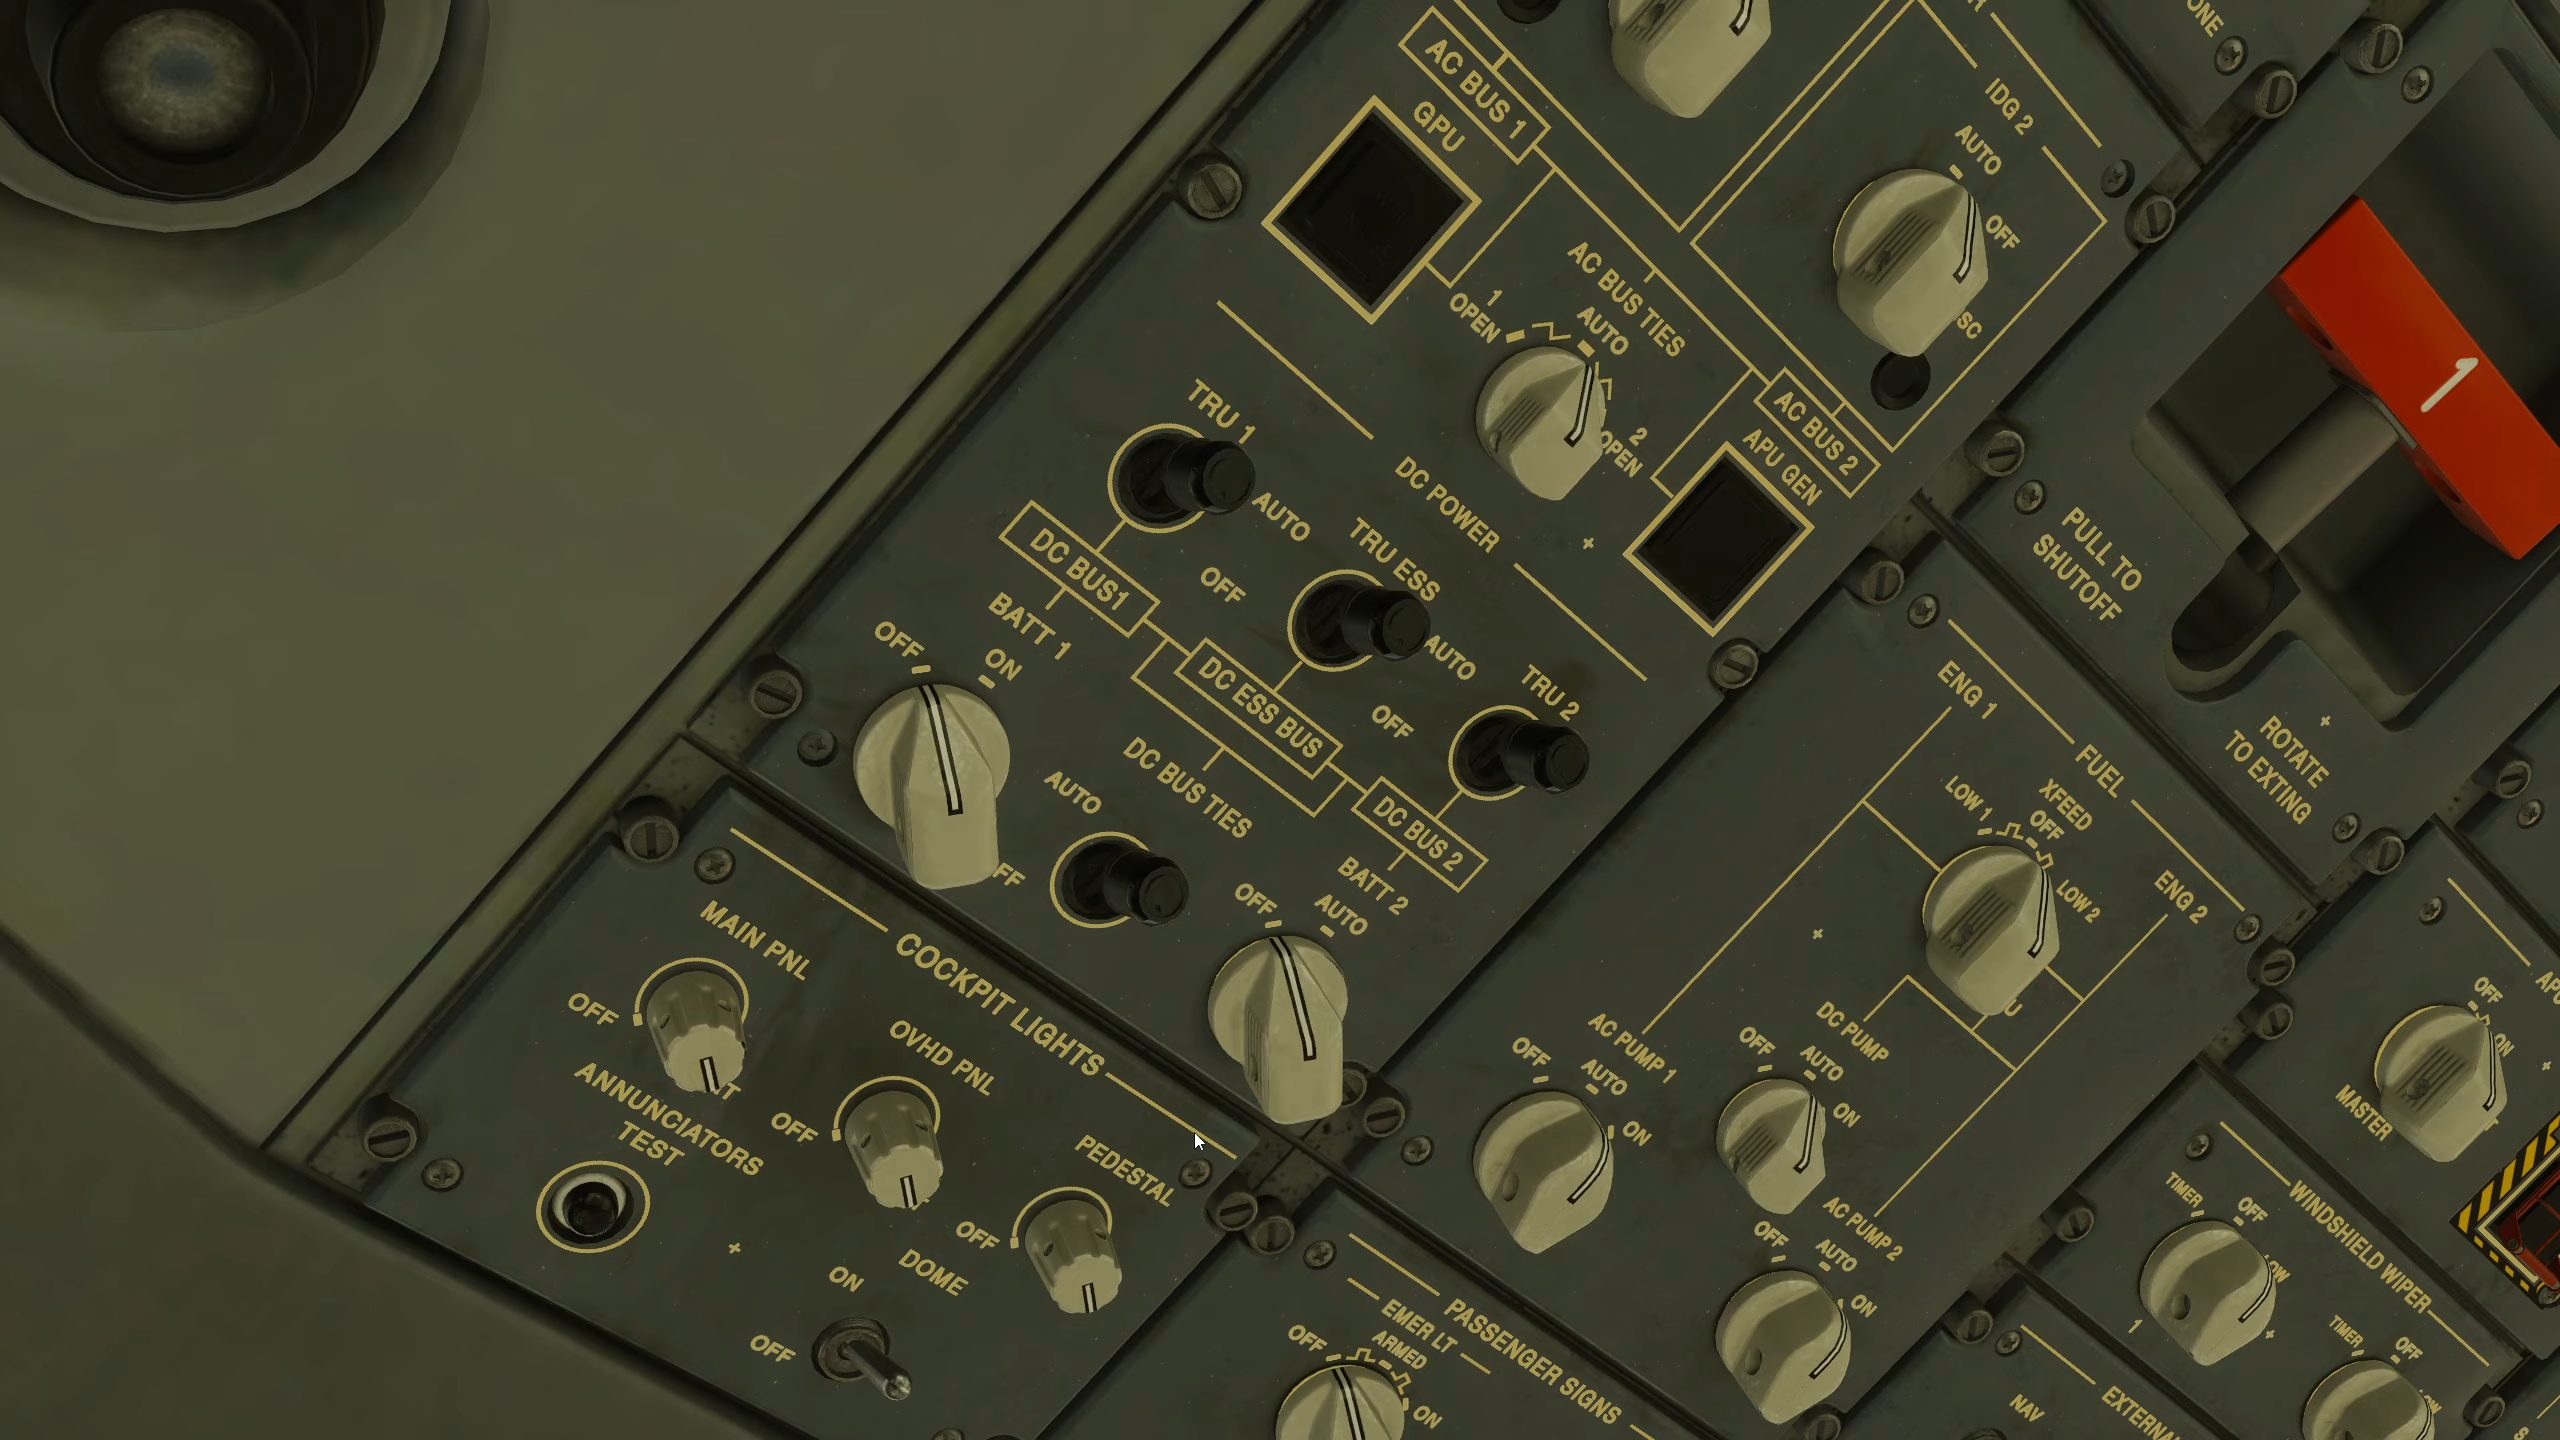 AC BUS 1
GPU
IDG 2
AUTO
OFF
AC BUS TIES
1
OPEN
AUTO
2
OPEN
AC BUS 2
APU GEN
TRU 1
AUTO
OFF
DC POWER
TRU ESS
AUTO
OFF
TRU 2
DC BUS1
BATT 1
OFF
ON
DC ESS BUS
DC BUS TIES
AUTO
DC BUS 2
BATT 2
OFF
AUTO
1
PULL TO
SHUTOFF
ROTATE
TO EXTING
FUEL
ENG 1
XFEED
LOW 1
OFF
LOW 2
ENG 2
AC PUMP 1
OFF
AUTO
ON
DC PUMP
OFF
AUTO
ON
AC PUMP 2
OFF
AUTO
ON
COCKPIT LIGHTS
MAIN PNL
OFF
OVHD PNL
OFF
PEDESTAL
OFF
ANNUNCIATORS
TEST
DOME
ON
OFF
PASSENGER SIGNS
EMER LT
OFF
ARMED
ON
OFF
ON
MASTER
WINDSHIELD WIPER
TIMER
OFF
1
TIMER
OFF
NAV